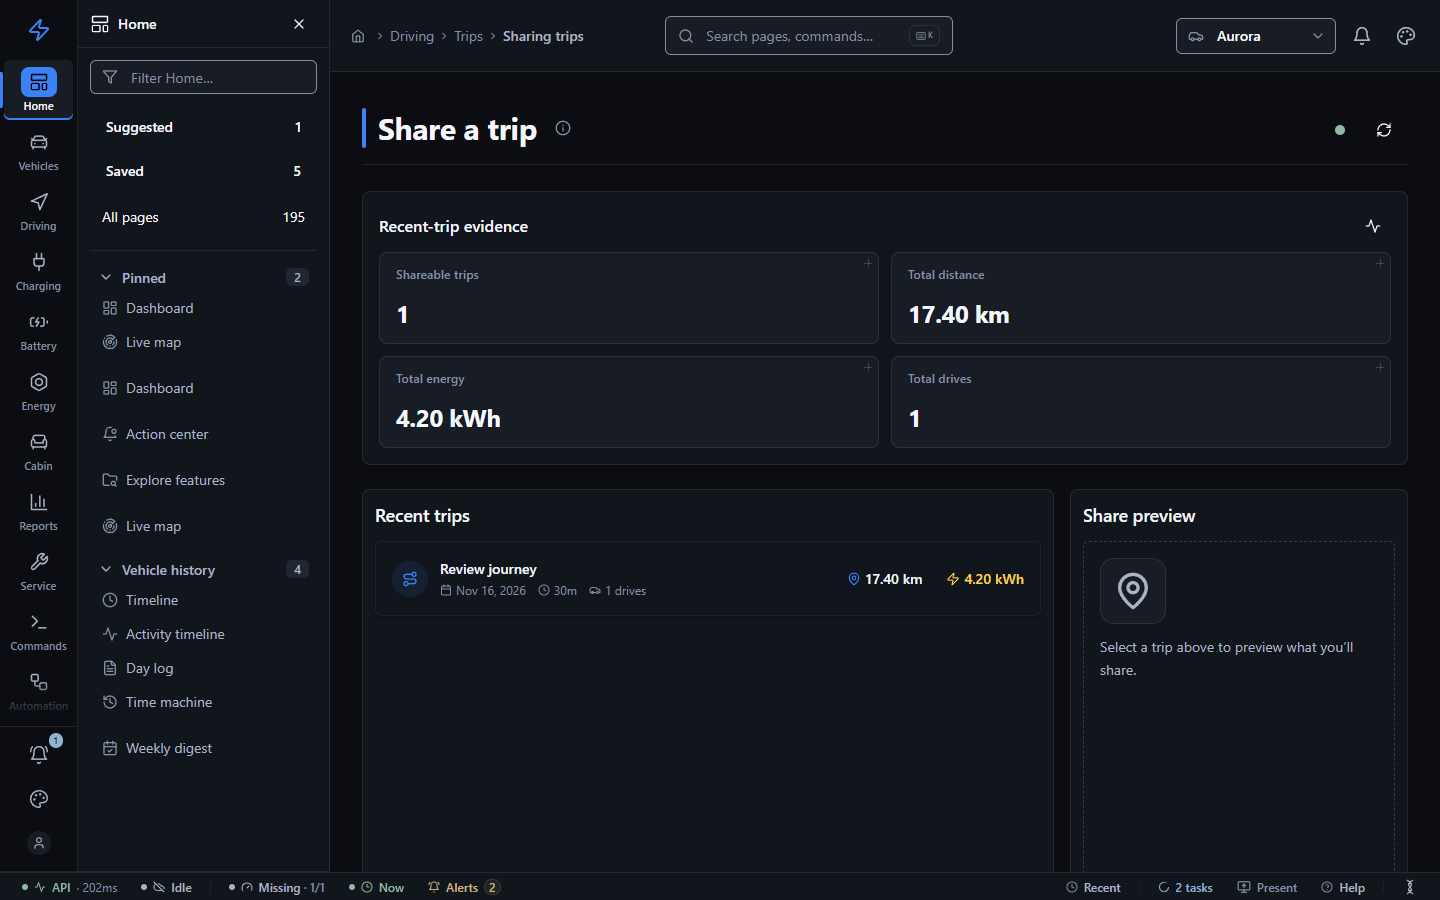 Home
Vehicles
Driving
Charging
Battery
Energy
Cabin
Reports
Service
Commands
Automation
1
Home
Filter Home...
Suggested 1
Saved 5
All pages 195
Pinned 2
Dashboard
Live map
Dashboard
Action center
Explore features
Live map
Vehicle history 4
Timeline
Activity timeline
Day log
Time machine
Weekly digest
Driving > Trips > Sharing trips
Search pages, commands... K
Aurora
Share a trip
Recent-trip evidence
Shareable trips
1
Total distance
17.40 km
Total energy
4.20 kWh
Total drives
1
Recent trips
Review journey
Nov 16, 2026 30m 1 drives
17.40 km 4.20 kWh
Share preview
Select a trip above to preview what you'll
share.
API · 202ms Idle Missing · 1/1 Now Alerts 2 Recent 2 tasks Present Help